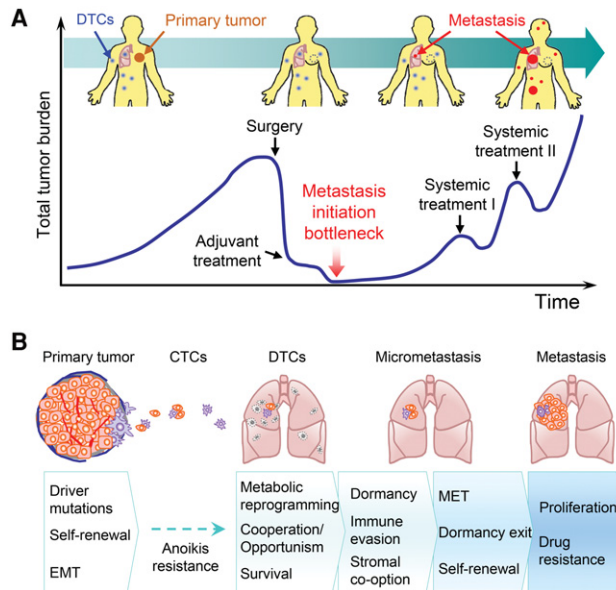 A
DTCs
Primary tumor
Metastasis
Total tumor burden
Surgery
Adjuvant
treatment
Metastasis
initiation
bottleneck
Systemic
treatment I
Systemic
treatment II
Time
B
Primary tumor
CTCs
DTCs
Micrometastasis
Metastasis
Driver
mutations
Self-renewal
EMT
Anoikis
resistance
Metabolic
reprogramming
Cooperation/
Opportunism
Survival
Dormancy
Immune
evasion
Stromal
co-option
MET
Dormancy exit
Self-renewal
Proliferation
Drug
resistance